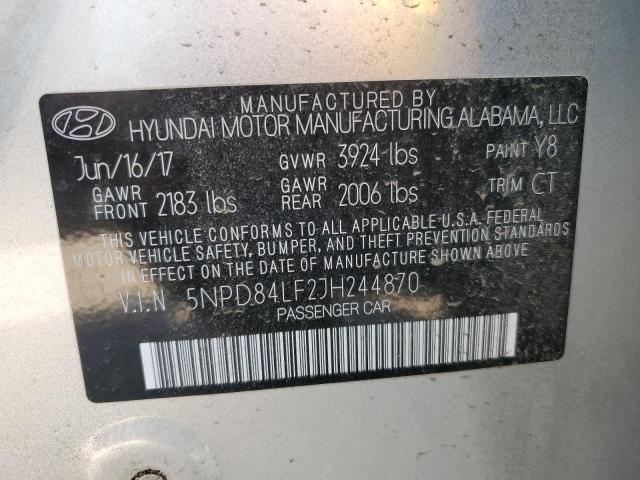 MANUFACTURED BY
HYUNDAI MOTOR MANUFACTURING ALABAMA, LLC
Jun/16/17 GVWR 3924 lbs PAINT Y8
GAWR FRONT 2183 lbs GAWR REAR 2006 lbs TRIM CT
THIS VEHICLE CONFORMS TO ALL APPLICABLE U.S.A. FEDERAL
MOTOR VEHICLE SAFETY, BUMPER, AND THEFT PREVENTION STANDARDS
IN EFFECT ON THE DATE OF MANUFACTURE SHOWN ABOVE.
V.I.N 5NPD84LF2JH244870
PASSENGER CAR